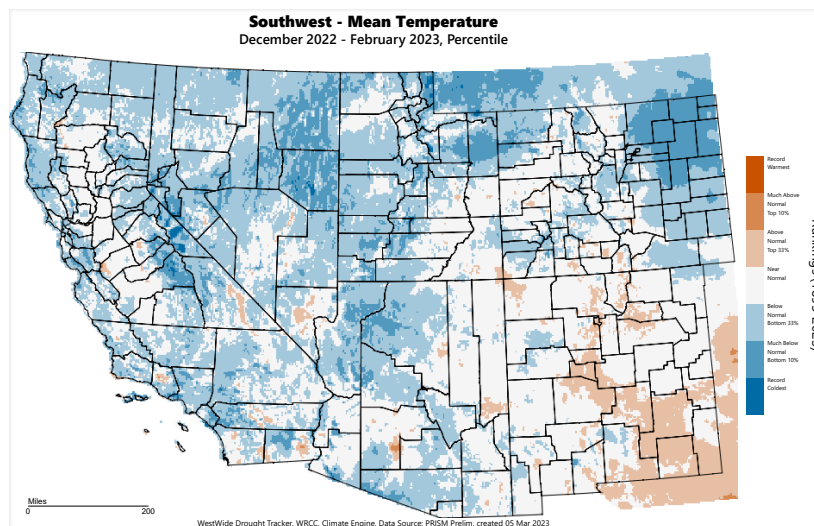 Southwest - Mean Temperature
December 2022 - February 2023, Percentile
Record
Warmest
Much Above
Normal
Top 10%
Above
Normal
Top 33%
Near
Normal
Below
Normal
Bottom 33%
Much Below
Normal
Bottom 10%
Record
Coldest
Miles
0 200
WestWide Drought Tracker, WRCC, Climate Engine, Data Source: PRISM Prelim, created 05 Mar 2023